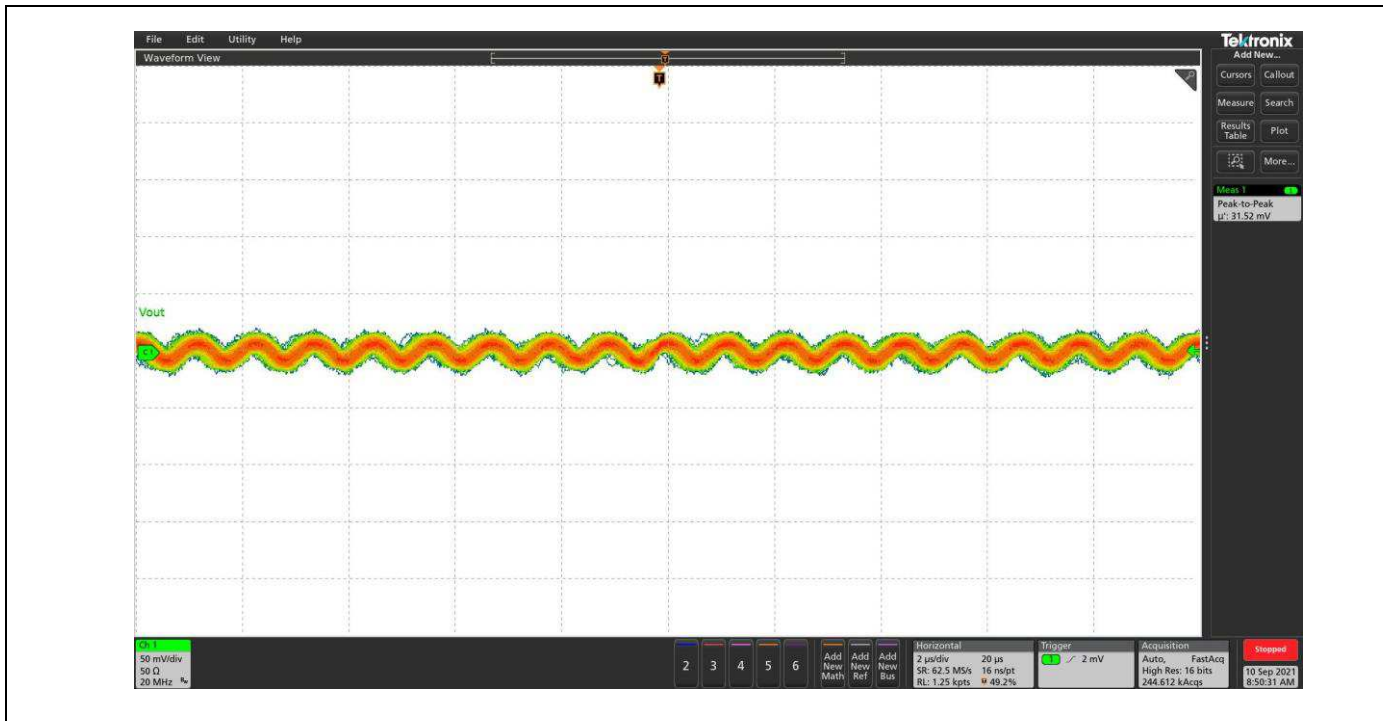 File Edit Utility Help
Tektronix
Waveform View
Add New...
T
T
Cursors Callout
Measure Search
Results Table Plot
More...
Meas 1 1
Peak-to-Peak
µ': 31.52 mV
Vout
C1
Ch 1
50 mV/div
50 Ω
20 MHz
2 3 4 5 6
Add New Math
Add New Ref
Add New Bus
Horizontal
2 µs/div 20 µs
SR: 62.5 MS/s 16 ns/pt
RL: 1.25 kpts 49.2%
Trigger
1 2 mV
Acquisition
Auto, FastAcq
High Res: 16 bits
244.612 kAcqs
Stopped
10 Sep 2021
8:50:31 AM